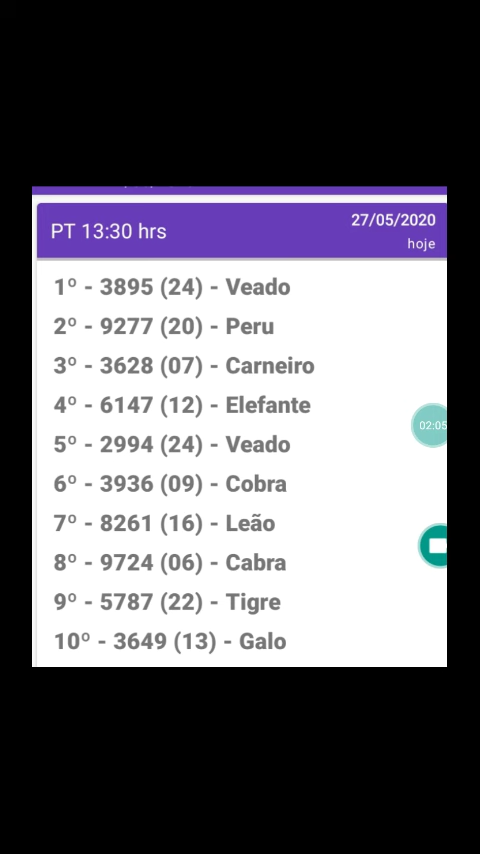 PT 13:30 hrs
27/05/2020
hoje
1º - 3895 (24) - Veado
2º - 9277 (20) - Peru
3º - 3628 (07) - Carneiro
4º - 6147 (12) - Elefante
5º - 2994 (24) - Veado
6º - 3936 (09) - Cobra
7º - 8261 (16) - Leão
8º - 9724 (06) - Cabra
9º - 5787 (22) - Tigre
10º - 3649 (13) - Galo
02:05